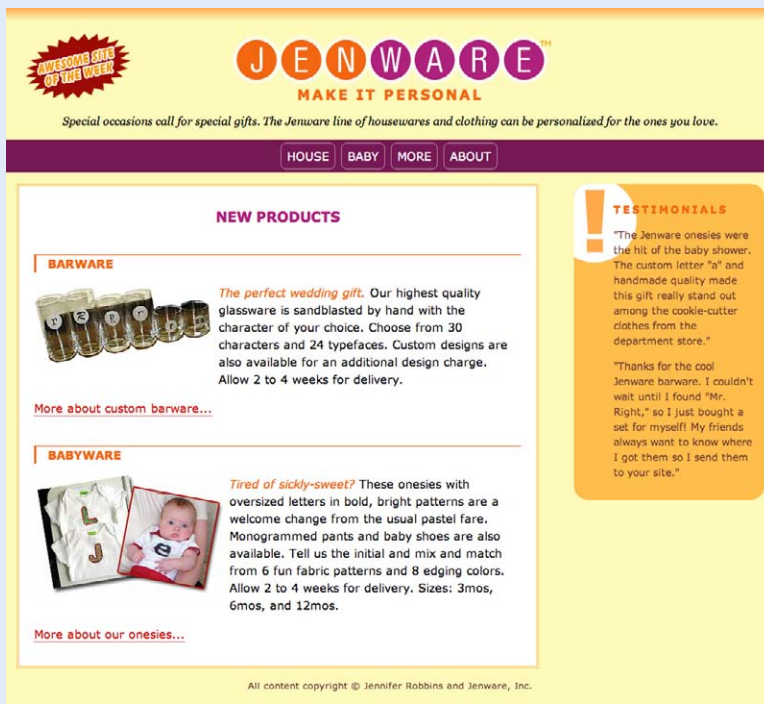 AWESOME SITE
OF THE WEEK
JENWARE™
MAKE IT PERSONAL
Special occasions call for special gifts. The Jenware line of housewares and clothing can be personalized for the ones you love.
HOUSE BABY MORE ABOUT
NEW PRODUCTS
BARWARE
The perfect wedding gift. Our highest quality
glassware is sandblasted by hand with the
character of your choice. Choose from 30
characters and 24 typefaces. Custom designs are
also available for an additional design charge.
Allow 2 to 4 weeks for delivery.
More about custom barware...
BABYWARE
L
J
e
Tired of sickly-sweet? These onesies with
oversized letters in bold, bright patterns are a
welcome change from the usual pastel fare.
Monogrammed pants and baby shoes are also
available. Tell us the initial and mix and match
from 6 fun fabric patterns and 8 edging colors.
Allow 2 to 4 weeks for delivery. Sizes: 3mos,
6mos, and 12mos.
More about our onesies...
!
TESTIMONIALS
"The Jenware onesies were
the hit of the baby shower.
The custom letter "a" and
handmade quality made
this gift really stand out
among the cookie-cutter
clothes from the
department store."
"Thanks for the cool
Jenware barware. I couldn't
wait until I found "Mr.
Right," so I just bought a
set for myself! My friends
always want to know where
I got them so I send them
to your site."
All content copyright © Jennifer Robbins and Jenware, Inc.